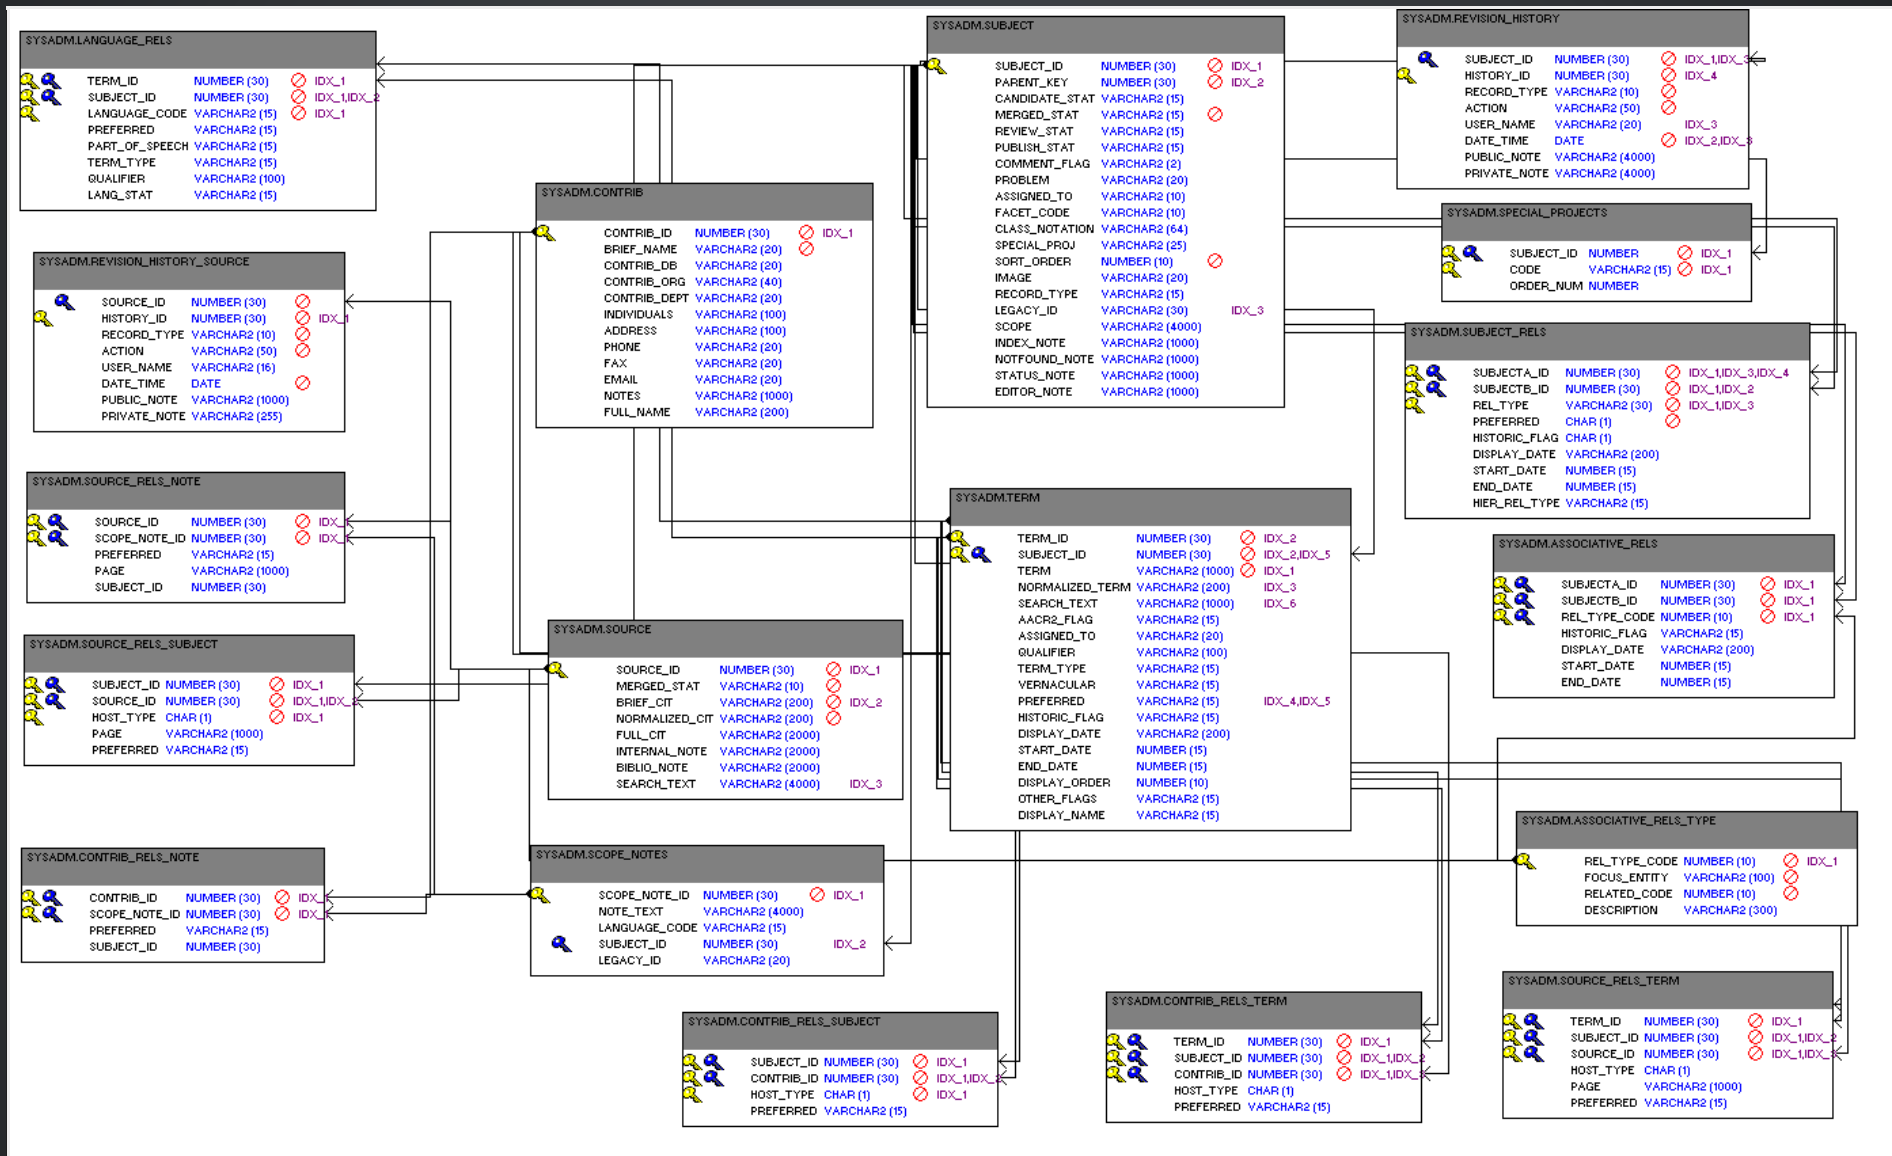 SYSADM.LANGUAGE_RELS
TERM_ID NUMBER (30) IDX_1
SUBJECT_ID NUMBER (30) IDX_1,IDX_2
LANGUAGE_CODE VARCHAR2 (15) IDX_1
PREFERRED VARCHAR2 (15)
PART_OF_SPEECH VARCHAR2 (15)
TERM_TYPE VARCHAR2 (15)
QUALIFIER VARCHAR2 (100)
LANG_STAT VARCHAR2 (15)
SYSADM.REVISION_HISTORY_SOURCE
SOURCE_ID NUMBER (30)
HISTORY_ID NUMBER (30) IDX_1
RECORD_TYPE VARCHAR2 (10)
ACTION VARCHAR2 (50)
USER_NAME VARCHAR2 (16)
DATE_TIME DATE
PUBLIC_NOTE VARCHAR2 (1000)
PRIVATE_NOTE VARCHAR2 (255)
SYSADM.SOURCE_RELS_NOTE
SOURCE_ID NUMBER (30)
SCOPE_NOTE_ID NUMBER (30)
PREFERRED VARCHAR2 (15)
PAGE VARCHAR2 (1000)
SUBJECT_ID NUMBER (30)
SYSADM.SOURCE_RELS_SUBJECT
SUBJECT_ID NUMBER (30) IDX_1
SOURCE_ID NUMBER (30) IDX_1,IDX_2
HOST_TYPE CHAR (1) IDX_1
PAGE VARCHAR2 (1000)
PREFERRED VARCHAR2 (15)
SYSADM.CONTRIB_RELS_NOTE
CONTRIB_ID NUMBER (30)
SCOPE_NOTE_ID NUMBER (30)
PREFERRED VARCHAR2 (15)
SUBJECT_ID NUMBER (30)
SYSADM.CONTRIB
CONTRIB_ID NUMBER (30) IDX_1
BRIEF_NAME VARCHAR2 (20)
CONTRIB_DB VARCHAR2 (20)
CONTRIB_ORG VARCHAR2 (40)
CONTRIB_DEPT VARCHAR2 (20)
INDIVIDUALS VARCHAR2 (100)
ADDRESS VARCHAR2 (100)
PHONE VARCHAR2 (20)
FAX VARCHAR2 (20)
EMAIL VARCHAR2 (20)
NOTES VARCHAR2 (1000)
FULL_NAME VARCHAR2 (200)
SYSADM.SOURCE
SOURCE_ID NUMBER (30) IDX_1
MERGED_STAT VARCHAR2 (10)
BRIEF_CIT VARCHAR2 (200) IDX_2
NORMALIZED_CIT VARCHAR2 (200)
FULL_CIT VARCHAR2 (2000)
INTERNAL_NOTE VARCHAR2 (2000)
BIBLIO_NOTE VARCHAR2 (2000)
SEARCH_TEXT VARCHAR2 (4000) IDX_3
SYSADM.SCOPE_NOTES
SCOPE_NOTE_ID NUMBER (30) IDX_1
NOTE_TEXT VARCHAR2 (4000)
LANGUAGE_CODE VARCHAR2 (15)
SUBJECT_ID NUMBER (30) IDX_2
LEGACY_ID VARCHAR2 (20)
SYSADM.CONTRIB_RELS_SUBJECT
SUBJECT_ID NUMBER (30) IDX_1
CONTRIB_ID NUMBER (30) IDX_1,IDX_2
HOST_TYPE CHAR (1) IDX_1
PREFERRED VARCHAR2 (15)
SYSADM.SUBJECT
SUBJECT_ID NUMBER (30) IDX_1
PARENT_KEY NUMBER (30) IDX_2
CANDIDATE_STAT VARCHAR2 (15)
MERGED_STAT VARCHAR2 (15)
REVIEW_STAT VARCHAR2 (15)
PUBLISH_STAT VARCHAR2 (15)
COMMENT_FLAG VARCHAR2 (2)
PROBLEM VARCHAR2 (20)
ASSIGNED_TO VARCHAR2 (10)
FACET_CODE VARCHAR2 (10)
CLASS_NOTATION VARCHAR2 (64)
SPECIAL_PROJ VARCHAR2 (25)
SORT_ORDER NUMBER (10)
IMAGE VARCHAR2 (20)
RECORD_TYPE VARCHAR2 (15)
LEGACY_ID VARCHAR2 (30) IDX_3
SCOPE VARCHAR2 (4000)
INDEX_NOTE VARCHAR2 (1000)
NOTFOUND_NOTE VARCHAR2 (1000)
STATUS_NOTE VARCHAR2 (1000)
EDITOR_NOTE VARCHAR2 (1000)
SYSADM.TERM
TERM_ID NUMBER (30) IDX_2
SUBJECT_ID NUMBER (30) IDX_2,IDX_5
TERM VARCHAR2 (1000) IDX_1
NORMALIZED_TERM VARCHAR2 (200) IDX_3
SEARCH_TEXT VARCHAR2 (1000) IDX_6
AACR2_FLAG VARCHAR2 (15)
ASSIGNED_TO VARCHAR2 (20)
QUALIFIER VARCHAR2 (100)
TERM_TYPE VARCHAR2 (15)
VERNACULAR VARCHAR2 (15)
PREFERRED VARCHAR2 (15) IDX_4,IDX_5
HISTORIC_FLAG VARCHAR2 (15)
DISPLAY_DATE VARCHAR2 (200)
START_DATE NUMBER (15)
END_DATE NUMBER (15)
DISPLAY_ORDER NUMBER (10)
OTHER_FLAGS VARCHAR2 (15)
DISPLAY_NAME VARCHAR2 (15)
SYSADM.CONTRIB_RELS_TERM
TERM_ID NUMBER (30) IDX_1
SUBJECT_ID NUMBER (30) IDX_1,IDX_2
CONTRIB_ID NUMBER (30)
HOST_TYPE CHAR (1)
PREFERRED VARCHAR2 (15)
SYSADM.REVISION_HISTORY
SUBJECT_ID NUMBER (30) IDX_1,IDX_3
HISTORY_ID NUMBER (30) IDX_4
RECORD_TYPE VARCHAR2 (10)
ACTION VARCHAR2 (50)
USER_NAME VARCHAR2 (20) IDX_3
DATE_TIME DATE IDX_2,IDX_3
PUBLIC_NOTE VARCHAR2 (4000)
PRIVATE_NOTE VARCHAR2 (4000)
SYSADM.SPECIAL_PROJECTS
SUBJECT_ID NUMBER IDX_1
CODE VARCHAR2 (15) IDX_1
ORDER_NUM NUMBER
SYSADM.SUBJECT_RELS
SUBJECTA_ID NUMBER (30) IDX_1,IDX_3,IDX_4
SUBJECTB_ID NUMBER (30) IDX_1,IDX_2
REL_TYPE VARCHAR2 (30) IDX_1,IDX_3
PREFERRED CHAR (1)
HISTORIC_FLAG CHAR (1)
DISPLAY_DATE VARCHAR2 (200)
START_DATE NUMBER (15)
END_DATE NUMBER (15)
HIER_REL_TYPE VARCHAR2 (15)
SYSADM.ASSOCIATIVE_RELS
SUBJECTA_ID NUMBER (30) IDX_1
SUBJECTB_ID NUMBER (30) IDX_1
REL_TYPE_CODE NUMBER (10) IDX_1
HISTORIC_FLAG VARCHAR2 (15)
DISPLAY_DATE VARCHAR2 (200)
START_DATE NUMBER (15)
END_DATE NUMBER (15)
SYSADM.ASSOCIATIVE_RELS_TYPE
REL_TYPE_CODE NUMBER (10) IDX_1
FOCUS_ENTITY VARCHAR2 (100)
RELATED_CODE NUMBER (10)
DESCRIPTION VARCHAR2 (300)
SYSADM.SOURCE_RELS_TERM
TERM_ID NUMBER (30) IDX_1
SUBJECT_ID NUMBER (30) IDX_1,IDX_2
SOURCE_ID NUMBER (30)
HOST_TYPE CHAR (1)
PAGE VARCHAR2 (1000)
PREFERRED VARCHAR2 (15)